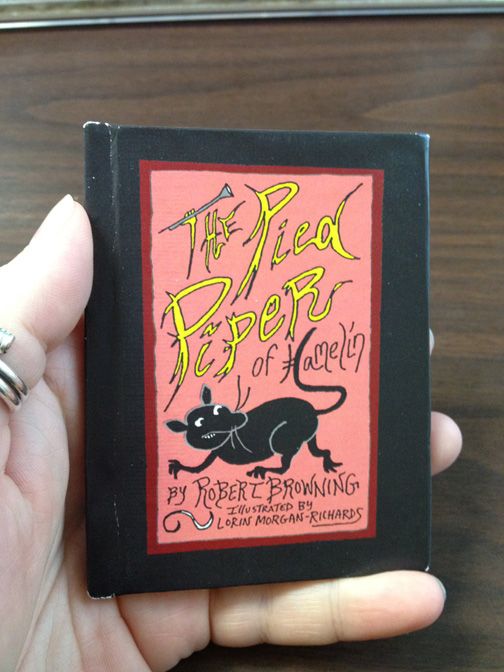 The Pied
Piper
of Hamelin
By Robert Browning
Illustrated by
Lorin Morgan-Richards